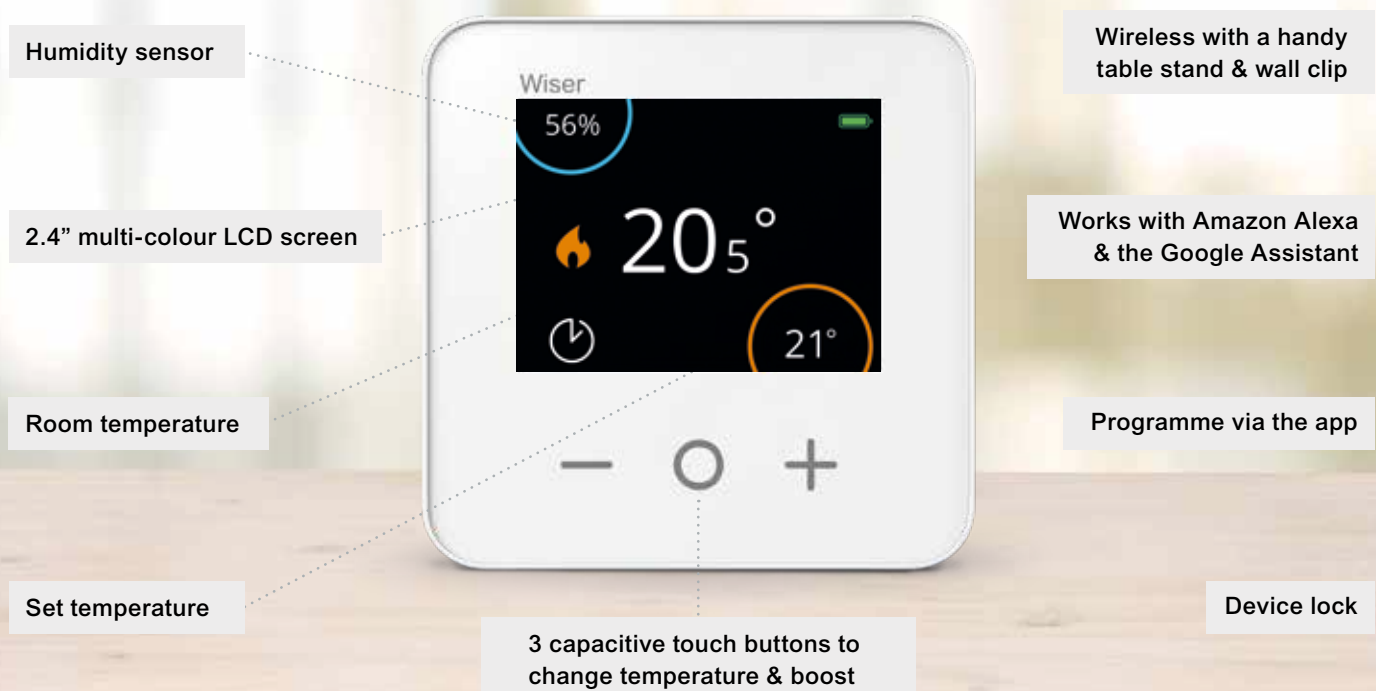 Humidity sensor
2.4” multi-colour LCD screen
Room temperature
Set temperature
Wiser
56%
20 5°
21°
3 capacitive touch buttons to
change temperature & boost
Wireless with a handy
table stand & wall clip
Works with Amazon Alexa
& the Google Assistant
Programme via the app
Device lock